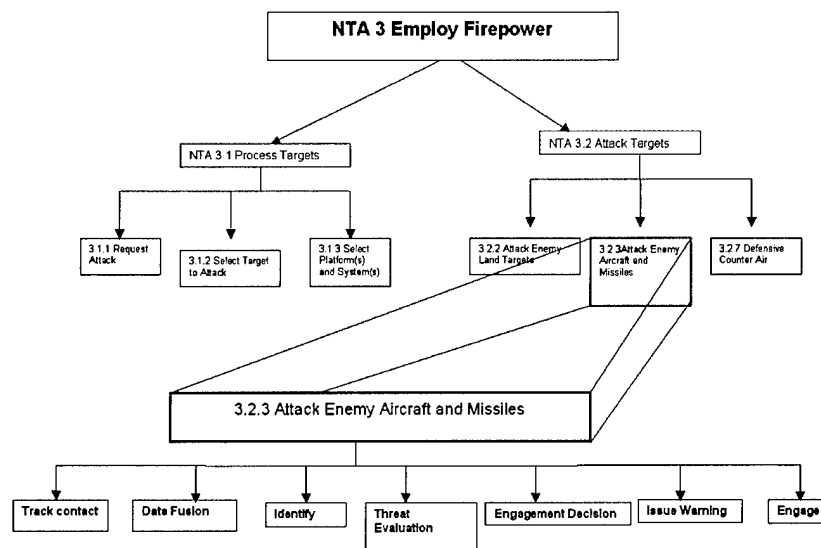 NTA 3 Employ Firepower
NTA 3 1 Process Targets
NTA 3.2 Attack Targets
3.1.1 Request
Attack
3.1.2 Select Target
to Attack
3.1 3 Select
Platform(s)
and System(s)
3.2.2 Attack Enemy
Land Targets
3.2.3Attack Enemy
Aircraft and
Missiles
3.2 7 Defensive
Counter Air
3.2.3 Attack Enemy Aircraft and Missiles
Track contact
Data Fusion
Identify
Threat
Evaluation
Engagement Decision
Issue Warning
Engage